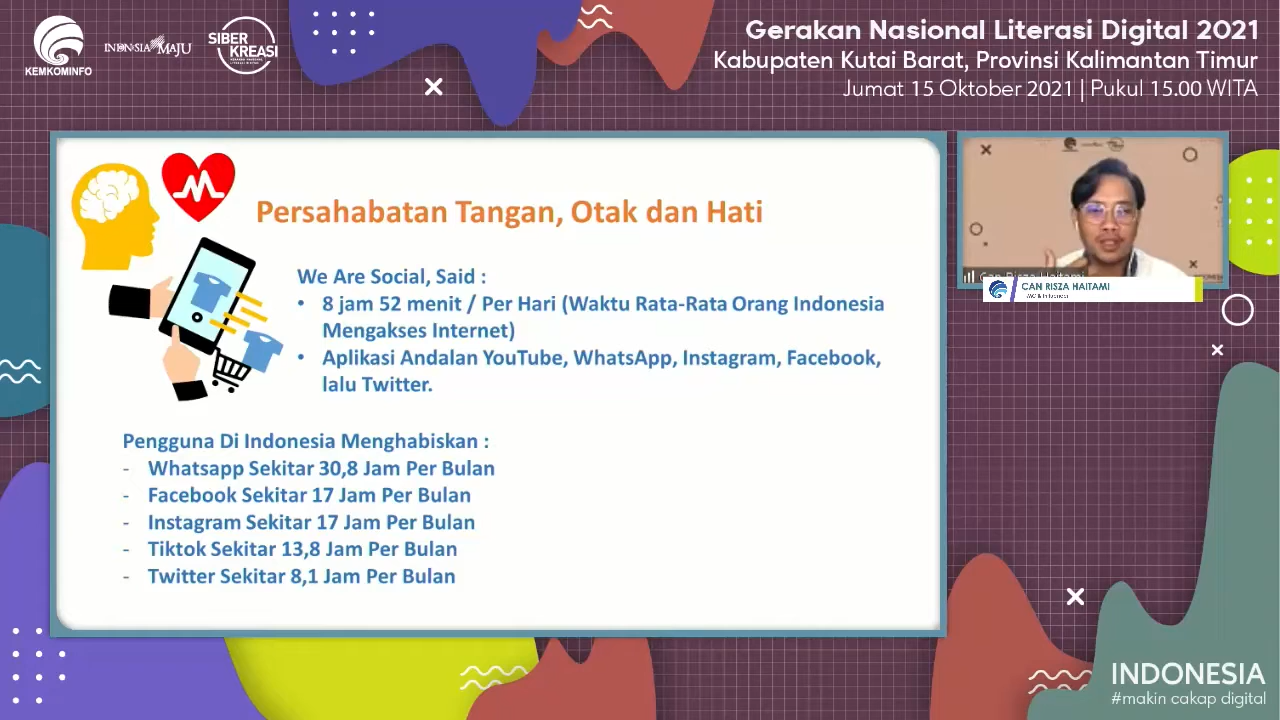 KEMKOMINFO
INDONESIA MAJU
SIBER
KREASI
Gerakan Nasional Literasi Digital 2021
Kabupaten Kutai Barat, Provinsi Kalimantan Timur
Jumat 15 Oktober 2021 | Pukul 15.00 WITA
Persahabatan Tangan, Otak dan Hati
We Are Social, Said :
• 8 jam 52 menit / Per Hari (Waktu Rata-Rata Orang Indonesia
Mengakses Internet)
• Aplikasi Andalan YouTube, WhatsApp, Instagram, Facebook,
lalu Twitter.
Pengguna Di Indonesia Menghabiskan :
- Whatsapp Sekitar 30,8 Jam Per Bulan
- Facebook Sekitar 17 Jam Per Bulan
- Instagram Sekitar 17 Jam Per Bulan
- Tiktok Sekitar 13,8 Jam Per Bulan
- Twitter Sekitar 8,1 Jam Per Bulan
Can Risza Haitami
CAN RISZA HAITAMI
& Influencer
INDONESIA
#makin cakap digital